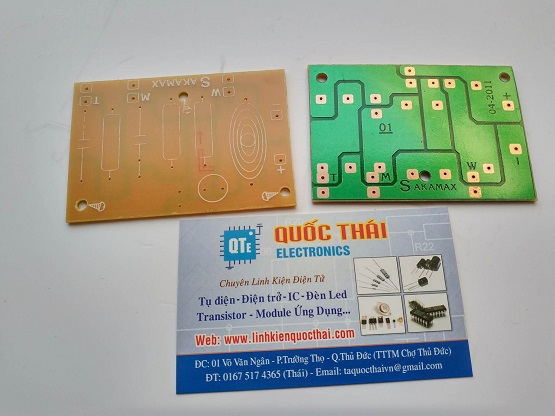 SAKAMAX
T
M
W
+
04-2011
+
01
T
M
W
SAKAMAX
QTE
QUỐC THÁI
ELECTRONICS
R22
Chuyên Linh Kiện Điện Tử
Tụ điện - Điện trở - IC - Đèn Led
Transistor - Module Ứng Dụng...
Web: www.linhkienquocthai.com
ĐC: 01 Võ Văn Ngân - P.Trường Thọ - Q.Thủ Đức (TTTM Chợ Thủ Đức)
ĐT: 0167 517 4365 (Thái) - Email: taquocthaivn@gmail.com